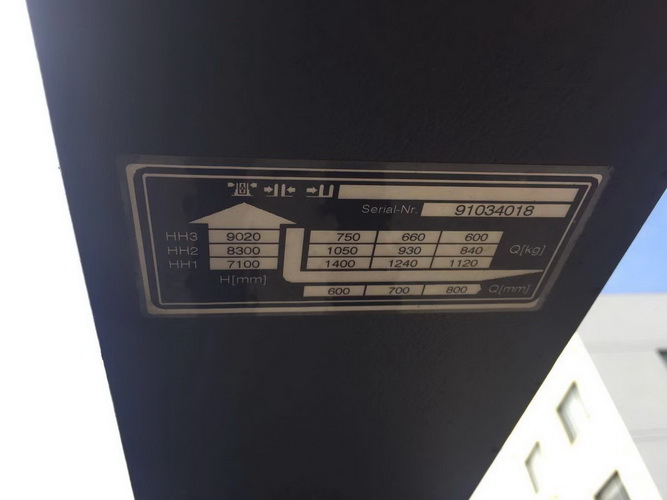 Serial-Nr. 91034018
HH3 9020 750 660 600
HH2 8300 1050 930 840 Q[kg]
HH1 7100 1400 1240 1120
H[mm]
600 700 800 Q[mm]